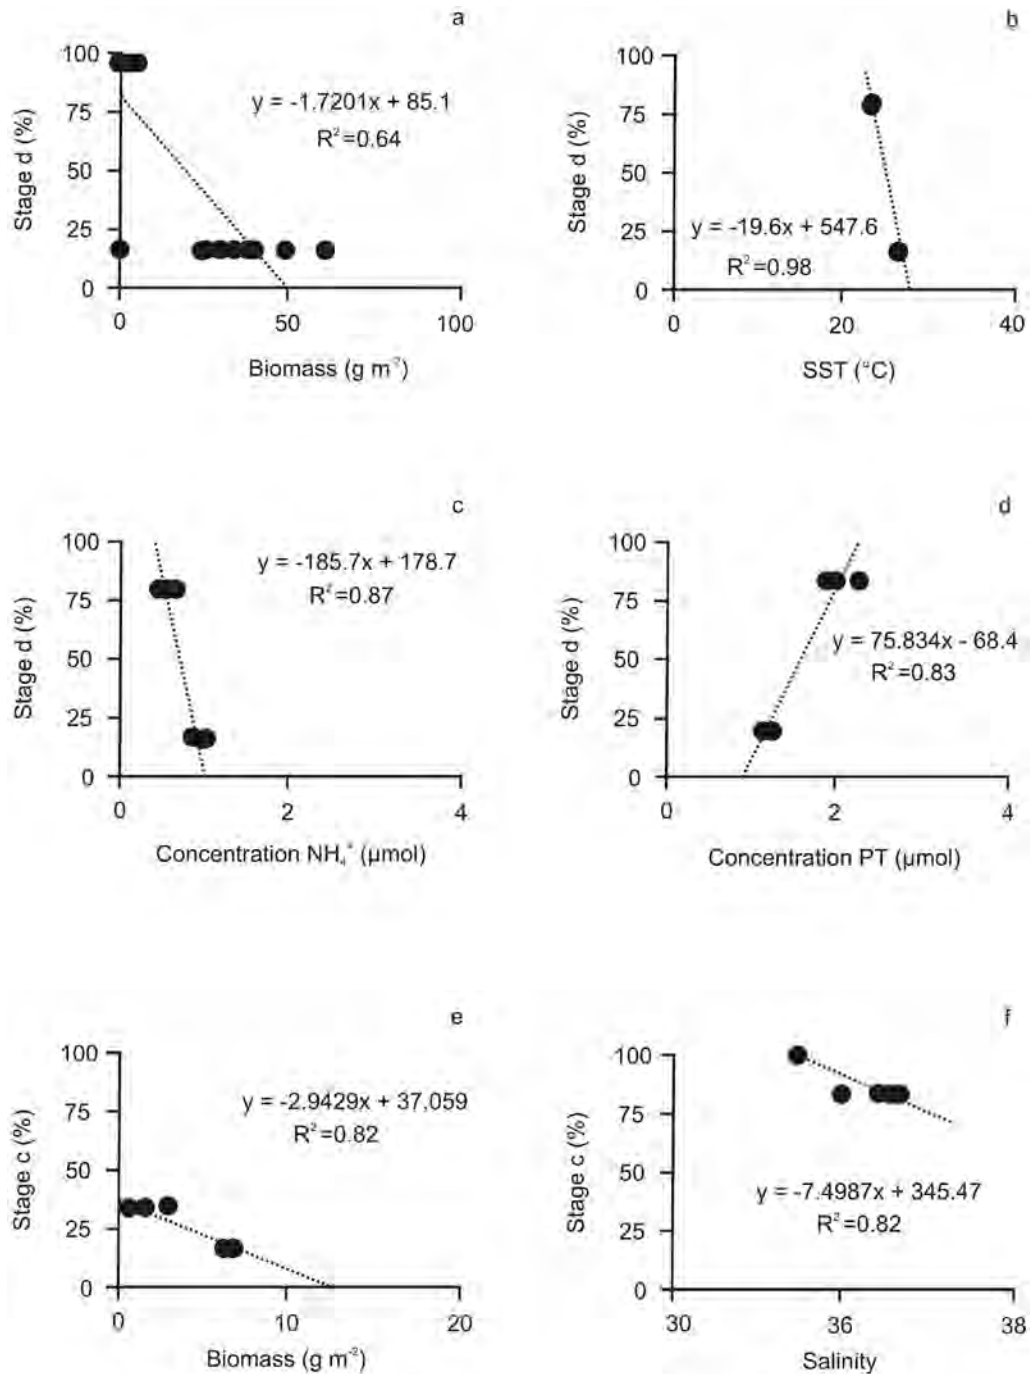 a
100
75
50
25
0
Stage d (%)
y = -1.7201x + 85.1
R²=0.64
0 50 100
Biomass (g m⁻²)
b
100
75
50
25
0
Stage d (%)
y = -19.6x + 547.6
R²=0.98
0 20 40
SST (°C)
c
100
75
50
25
0
Stage d (%)
y = -185.7x + 178.7
R²=0.87
0 2 4
Concentration NH₄⁺ (μmol)
d
100
75
50
25
0
Stage d (%)
y = 75.834x - 68.4
R²=0.83
0 2 4
Concentration PT (μmol)
e
100
75
50
25
0
Stage c (%)
y = -2.9429x + 37,059
R²=0.82
0 10 20
Biomass (g m⁻²)
f
100
75
50
25
0
Stage c (%)
y = -7.4987x + 345.47
R²=0.82
30 36 38
Salinity